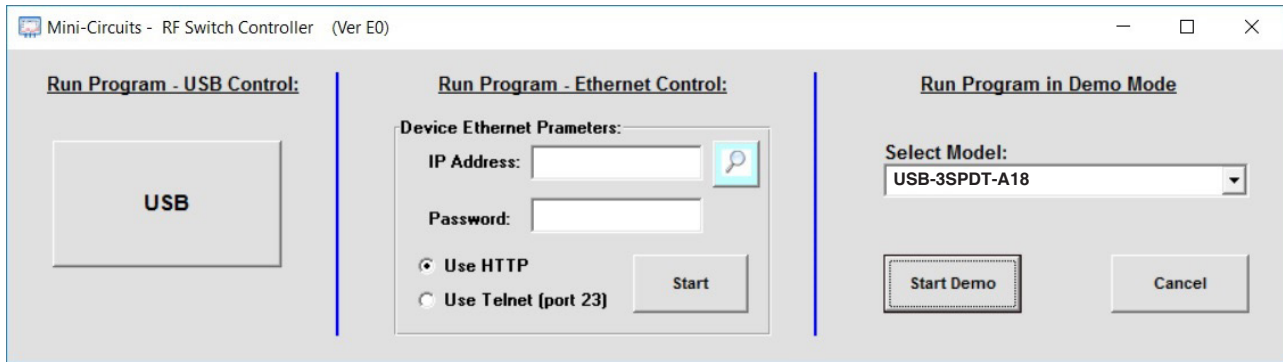 Mini-Circuits - RF Switch Controller (Ver E0)
Run Program - USB Control:
USB
Run Program - Ethernet Control:
Device Ethernet Prameters:
IP Address:
Password:
Use HTTP
Use Telnet (port 23)
Start
Run Program in Demo Mode
Select Model:
USB-3SPDT-A18
Start Demo
Cancel